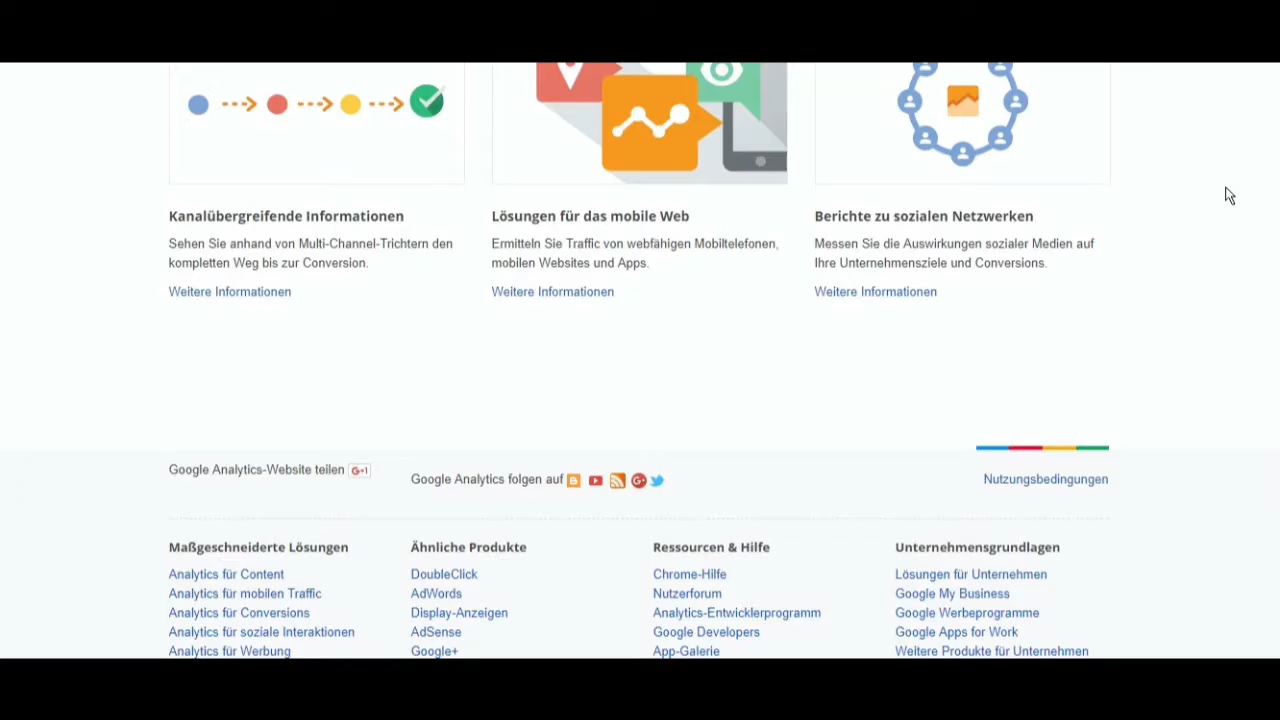 Kanalübergreifende Informationen
Sehen Sie anhand von Multi-Channel-Trichtern den
kompletten Weg bis zur Conversion.
Weitere Informationen
Lösungen für das mobile Web
Ermitteln Sie Traffic von webfähigen Mobiltelefonen,
mobilen Websites und Apps.
Weitere Informationen
Berichte zu sozialen Netzwerken
Messen Sie die Auswirkungen sozialer Medien auf
Ihre Unternehmensziele und Conversions.
Weitere Informationen
Google Analytics-Website teilen G+1
Google Analytics folgen auf
Nutzungsbedingungen
Maßgeschneiderte Lösungen
Analytics für Content
Analytics für mobilen Traffic
Analytics für Conversions
Analytics für soziale Interaktionen
Analytics für Werbung
Ähnliche Produkte
DoubleClick
AdWords
Display-Anzeigen
AdSense
Google+
Ressourcen & Hilfe
Chrome-Hilfe
Nutzerforum
Analytics-Entwicklerprogramm
Google Developers
App-Galerie
Unternehmensgrundlagen
Lösungen für Unternehmen
Google My Business
Google Werbeprogramme
Google Apps for Work
Weitere Produkte für Unternehmen